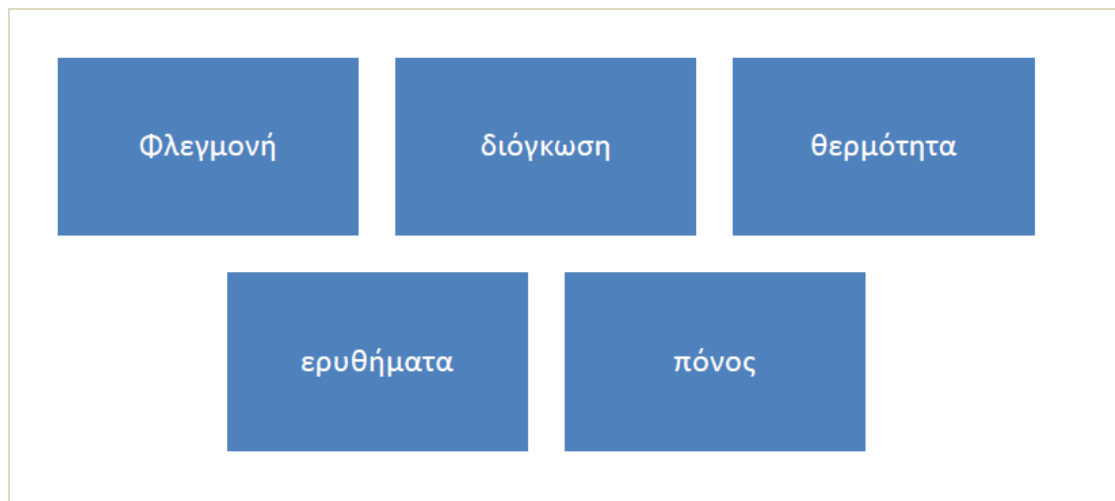 Φλεγμονή
διόγκωση
θερμότητα
ερυθήματα
πόνος